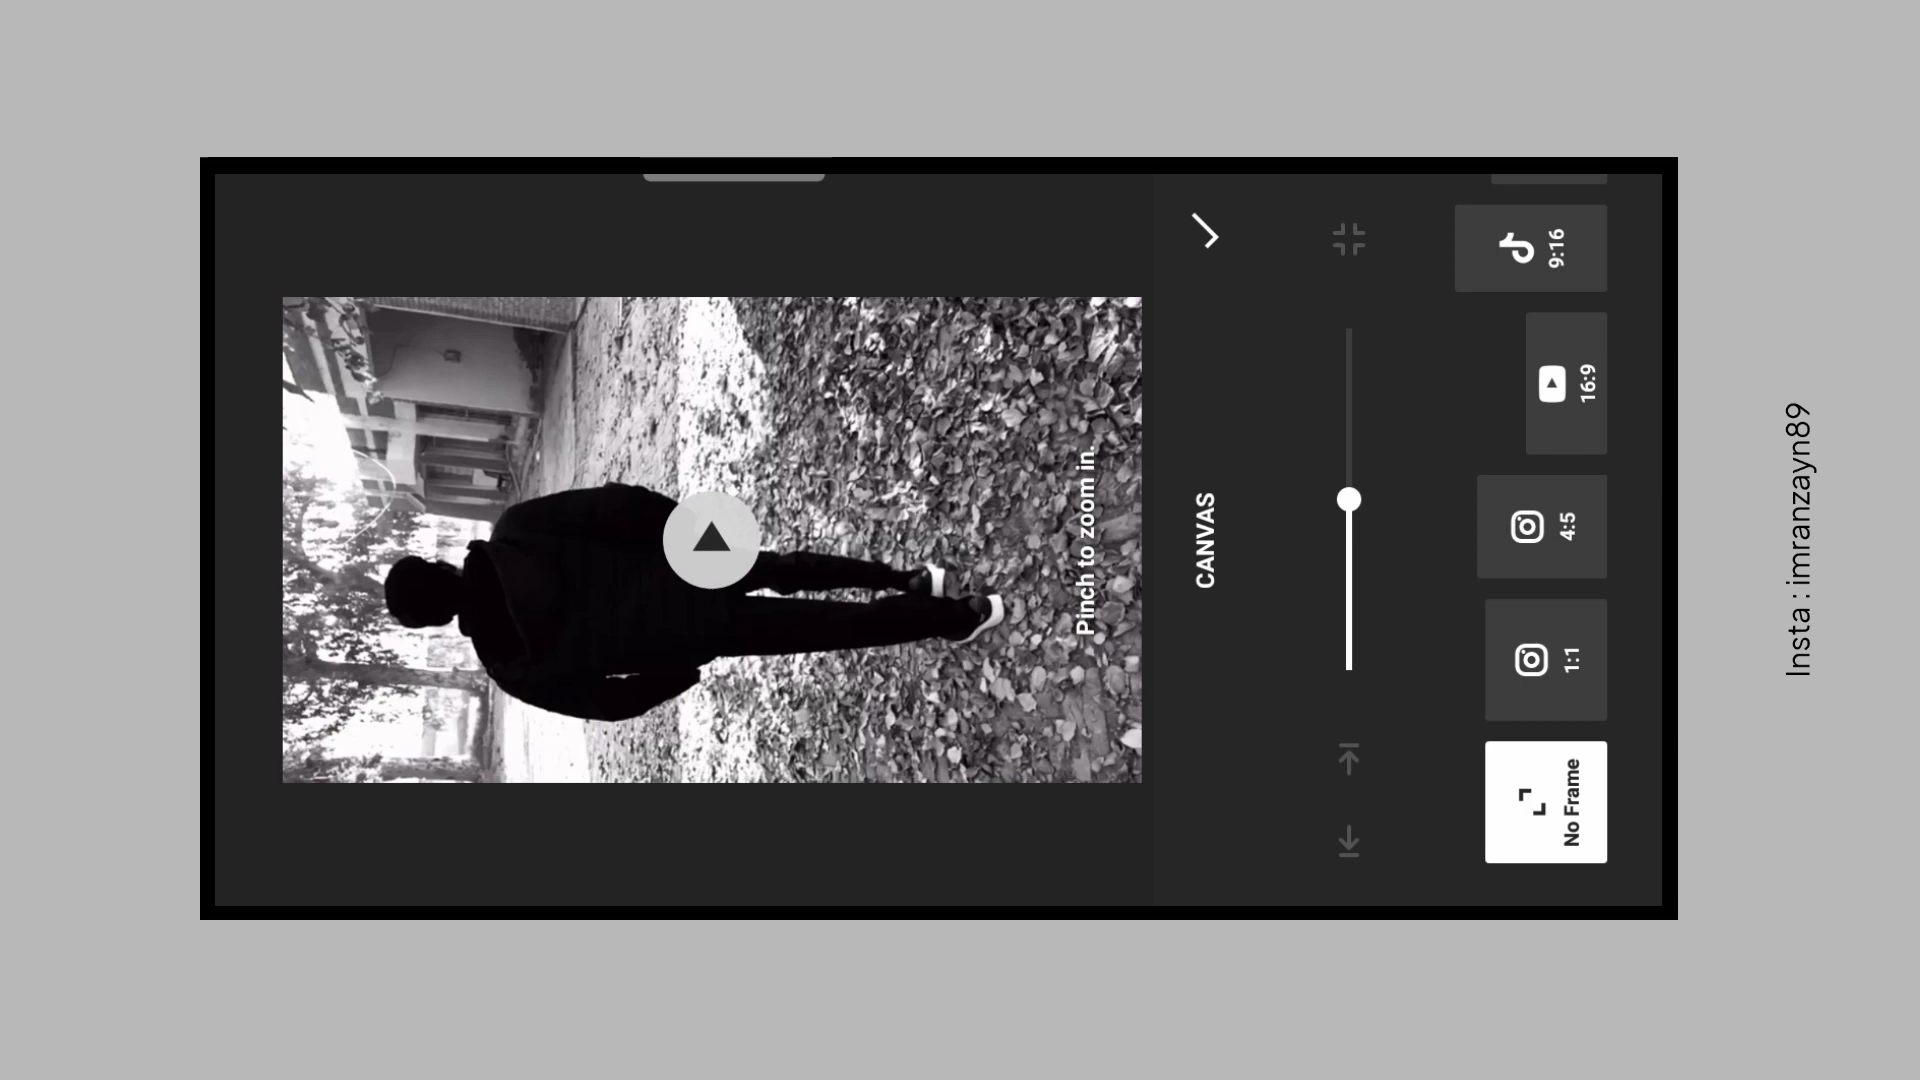 Pinch to zoom in.
CANVAS
No Frame
1:1
4:5
16:9
9:16
Insta : imranzayn89